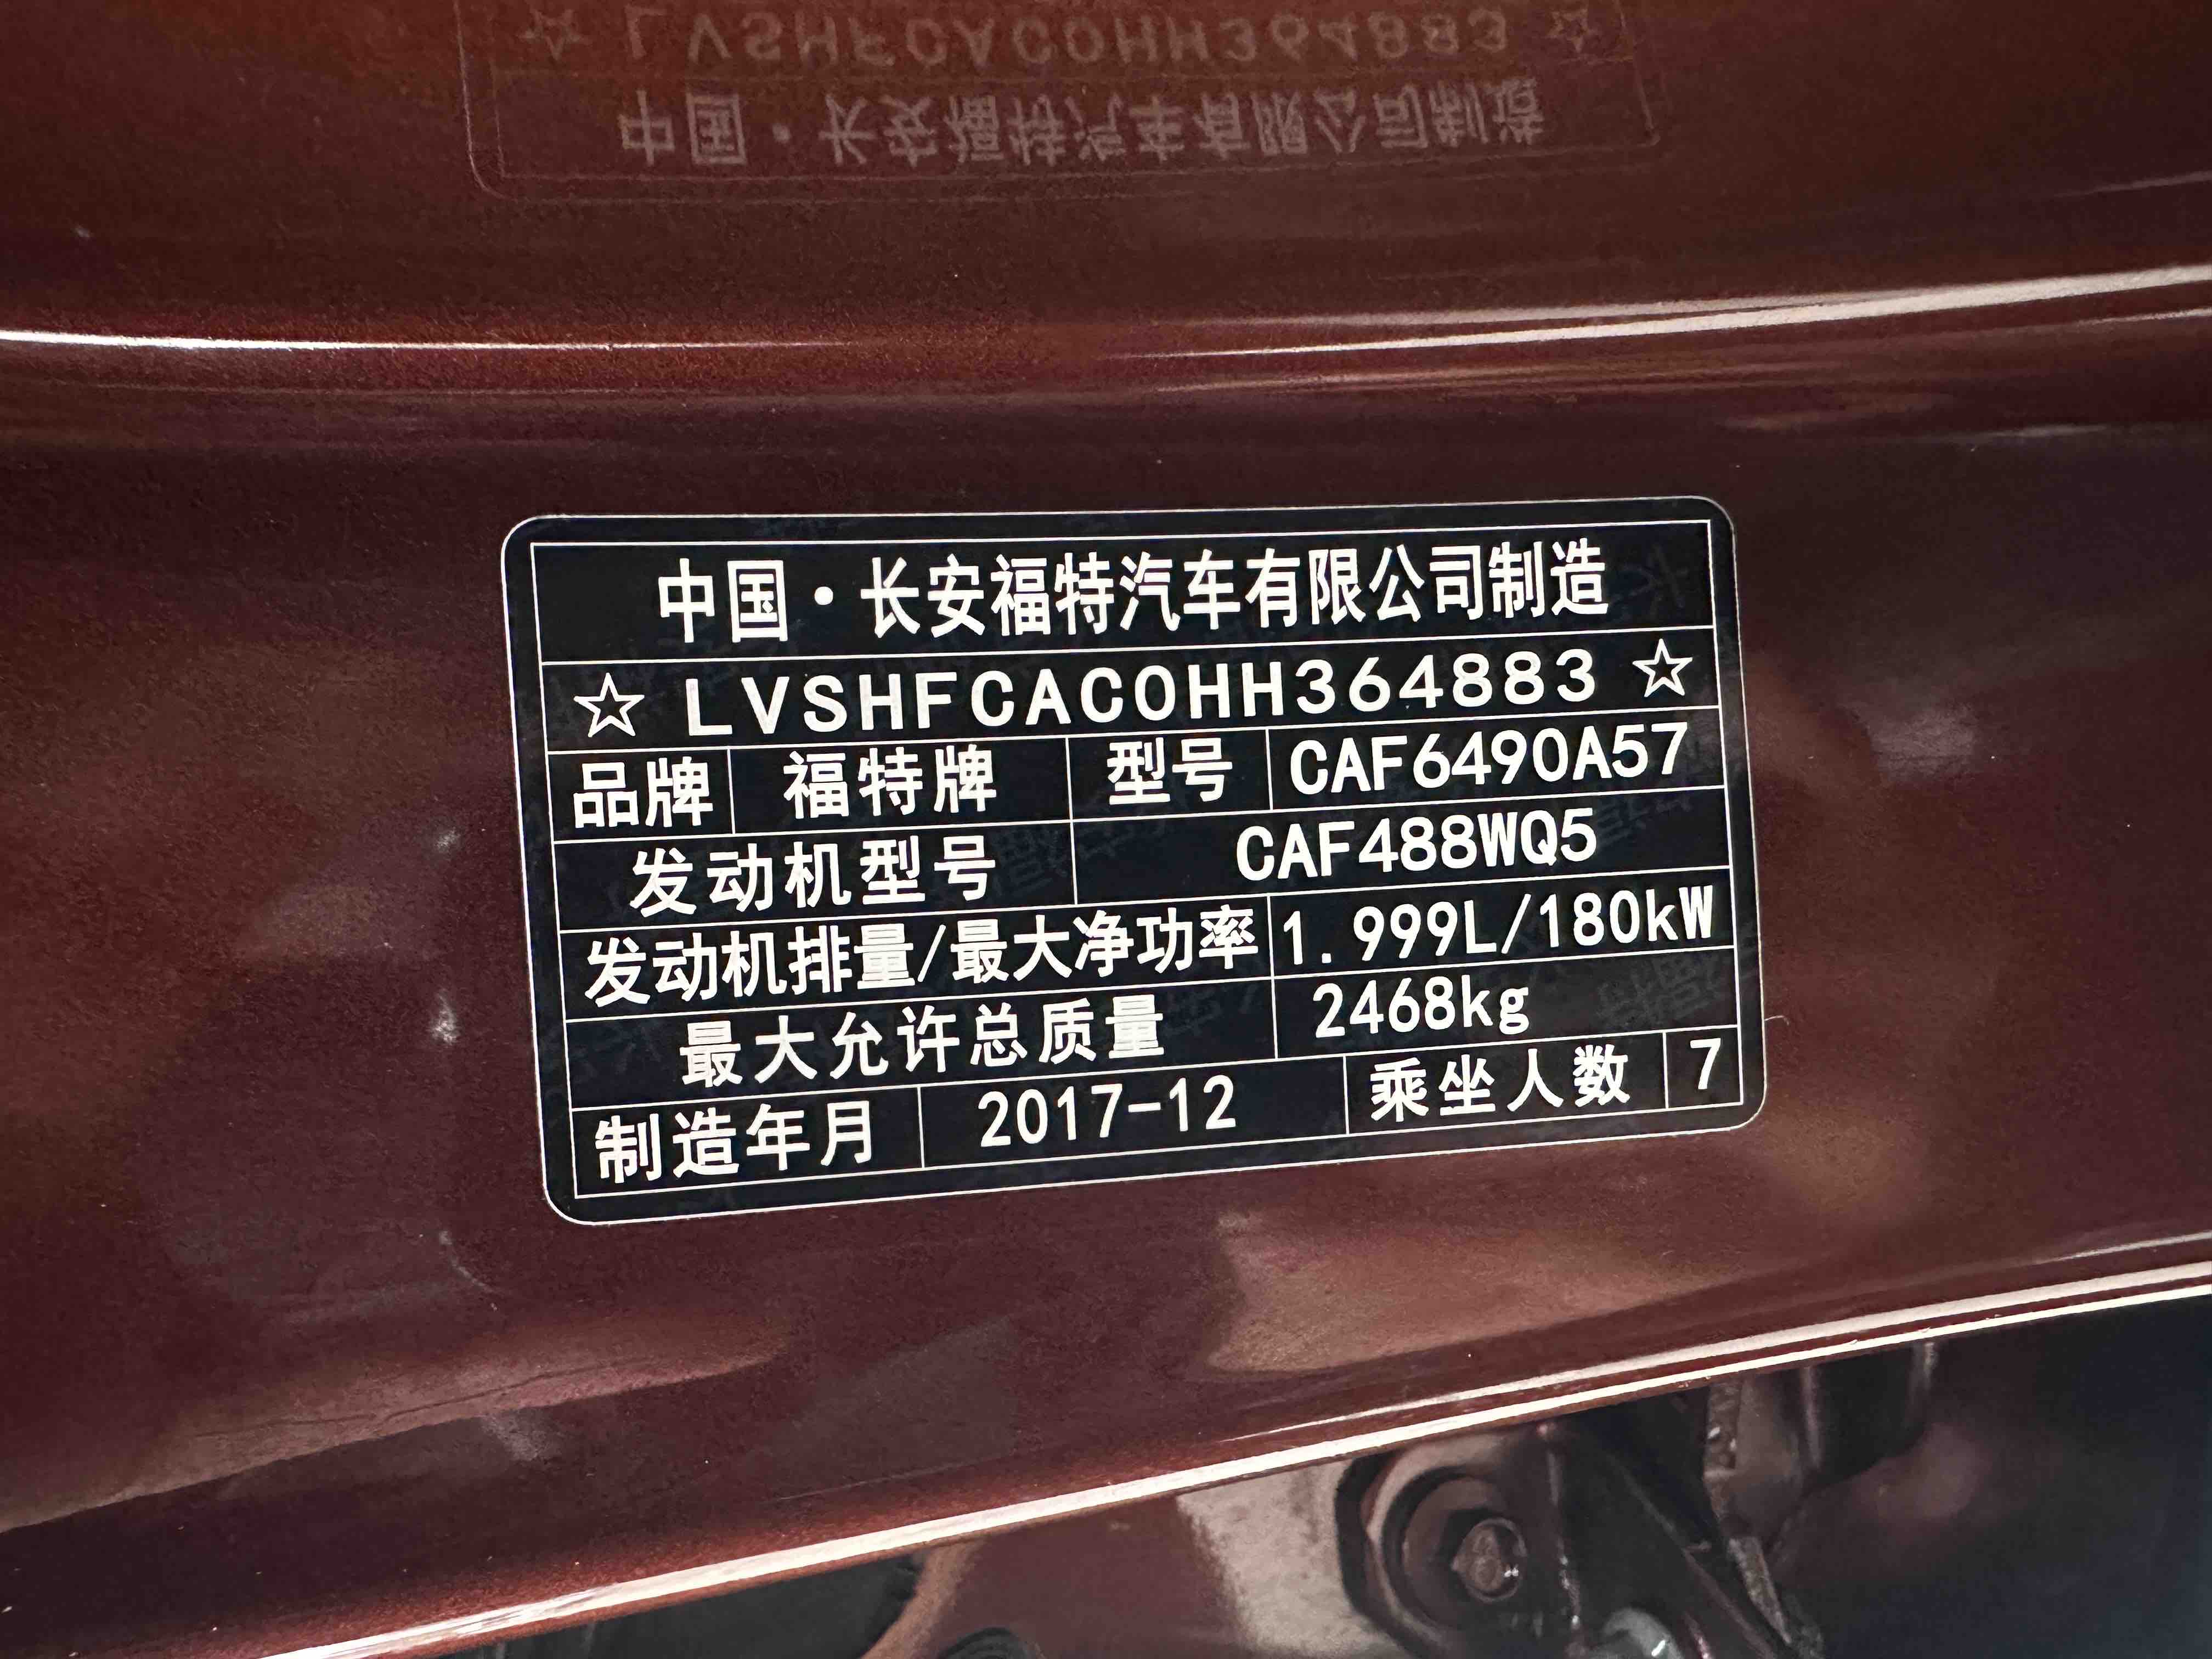 中国·长安福特汽车有限公司制造
☆ LVSHFCAC0HH364883 ☆
品牌 福特牌 型号 CAF6490A57
发动机型号 CAF488WQ5
发动机排量/最大净功率 1.999L/180kW
最大允许总质量 2468kg
制造年月 2017-12 乘坐人数 7